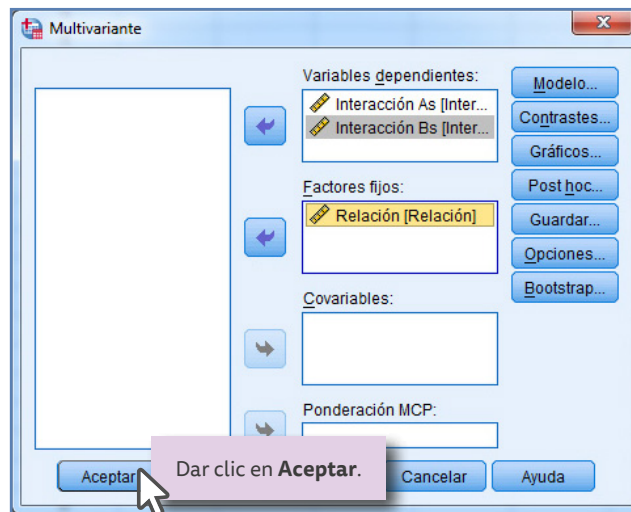 Multivariante
Variables dependientes:
Interacción As [Inter...
Interacción Bs [Inter...
Factores fijos:
Relación [Relación]
Covariables:
Ponderación MCP:
Modelo...
Contrastes...
Gráficos...
Post hoc...
Guardar...
Opciones...
Bootstrap...
Aceptar
Dar clic en Aceptar.
Cancelar
Ayuda